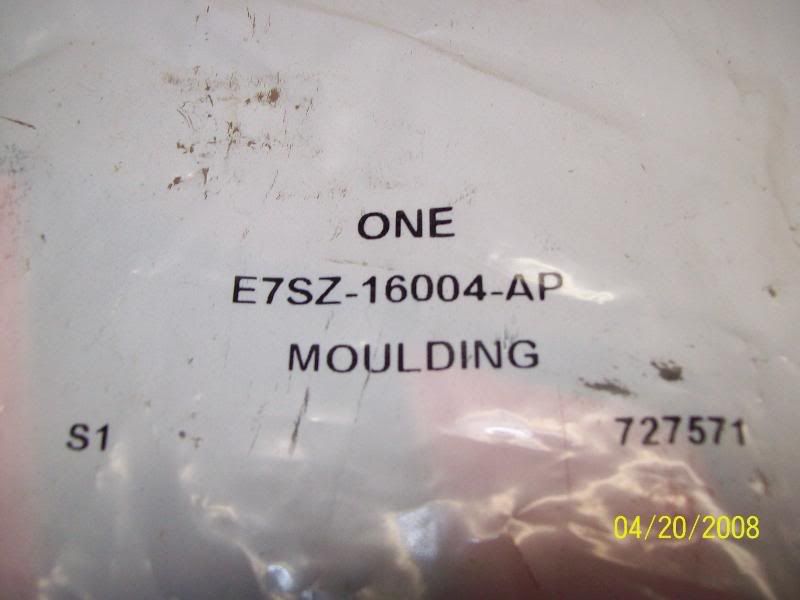 ONE
E7SZ-16004-AP
MOULDING
S1 727571
04/20/2008